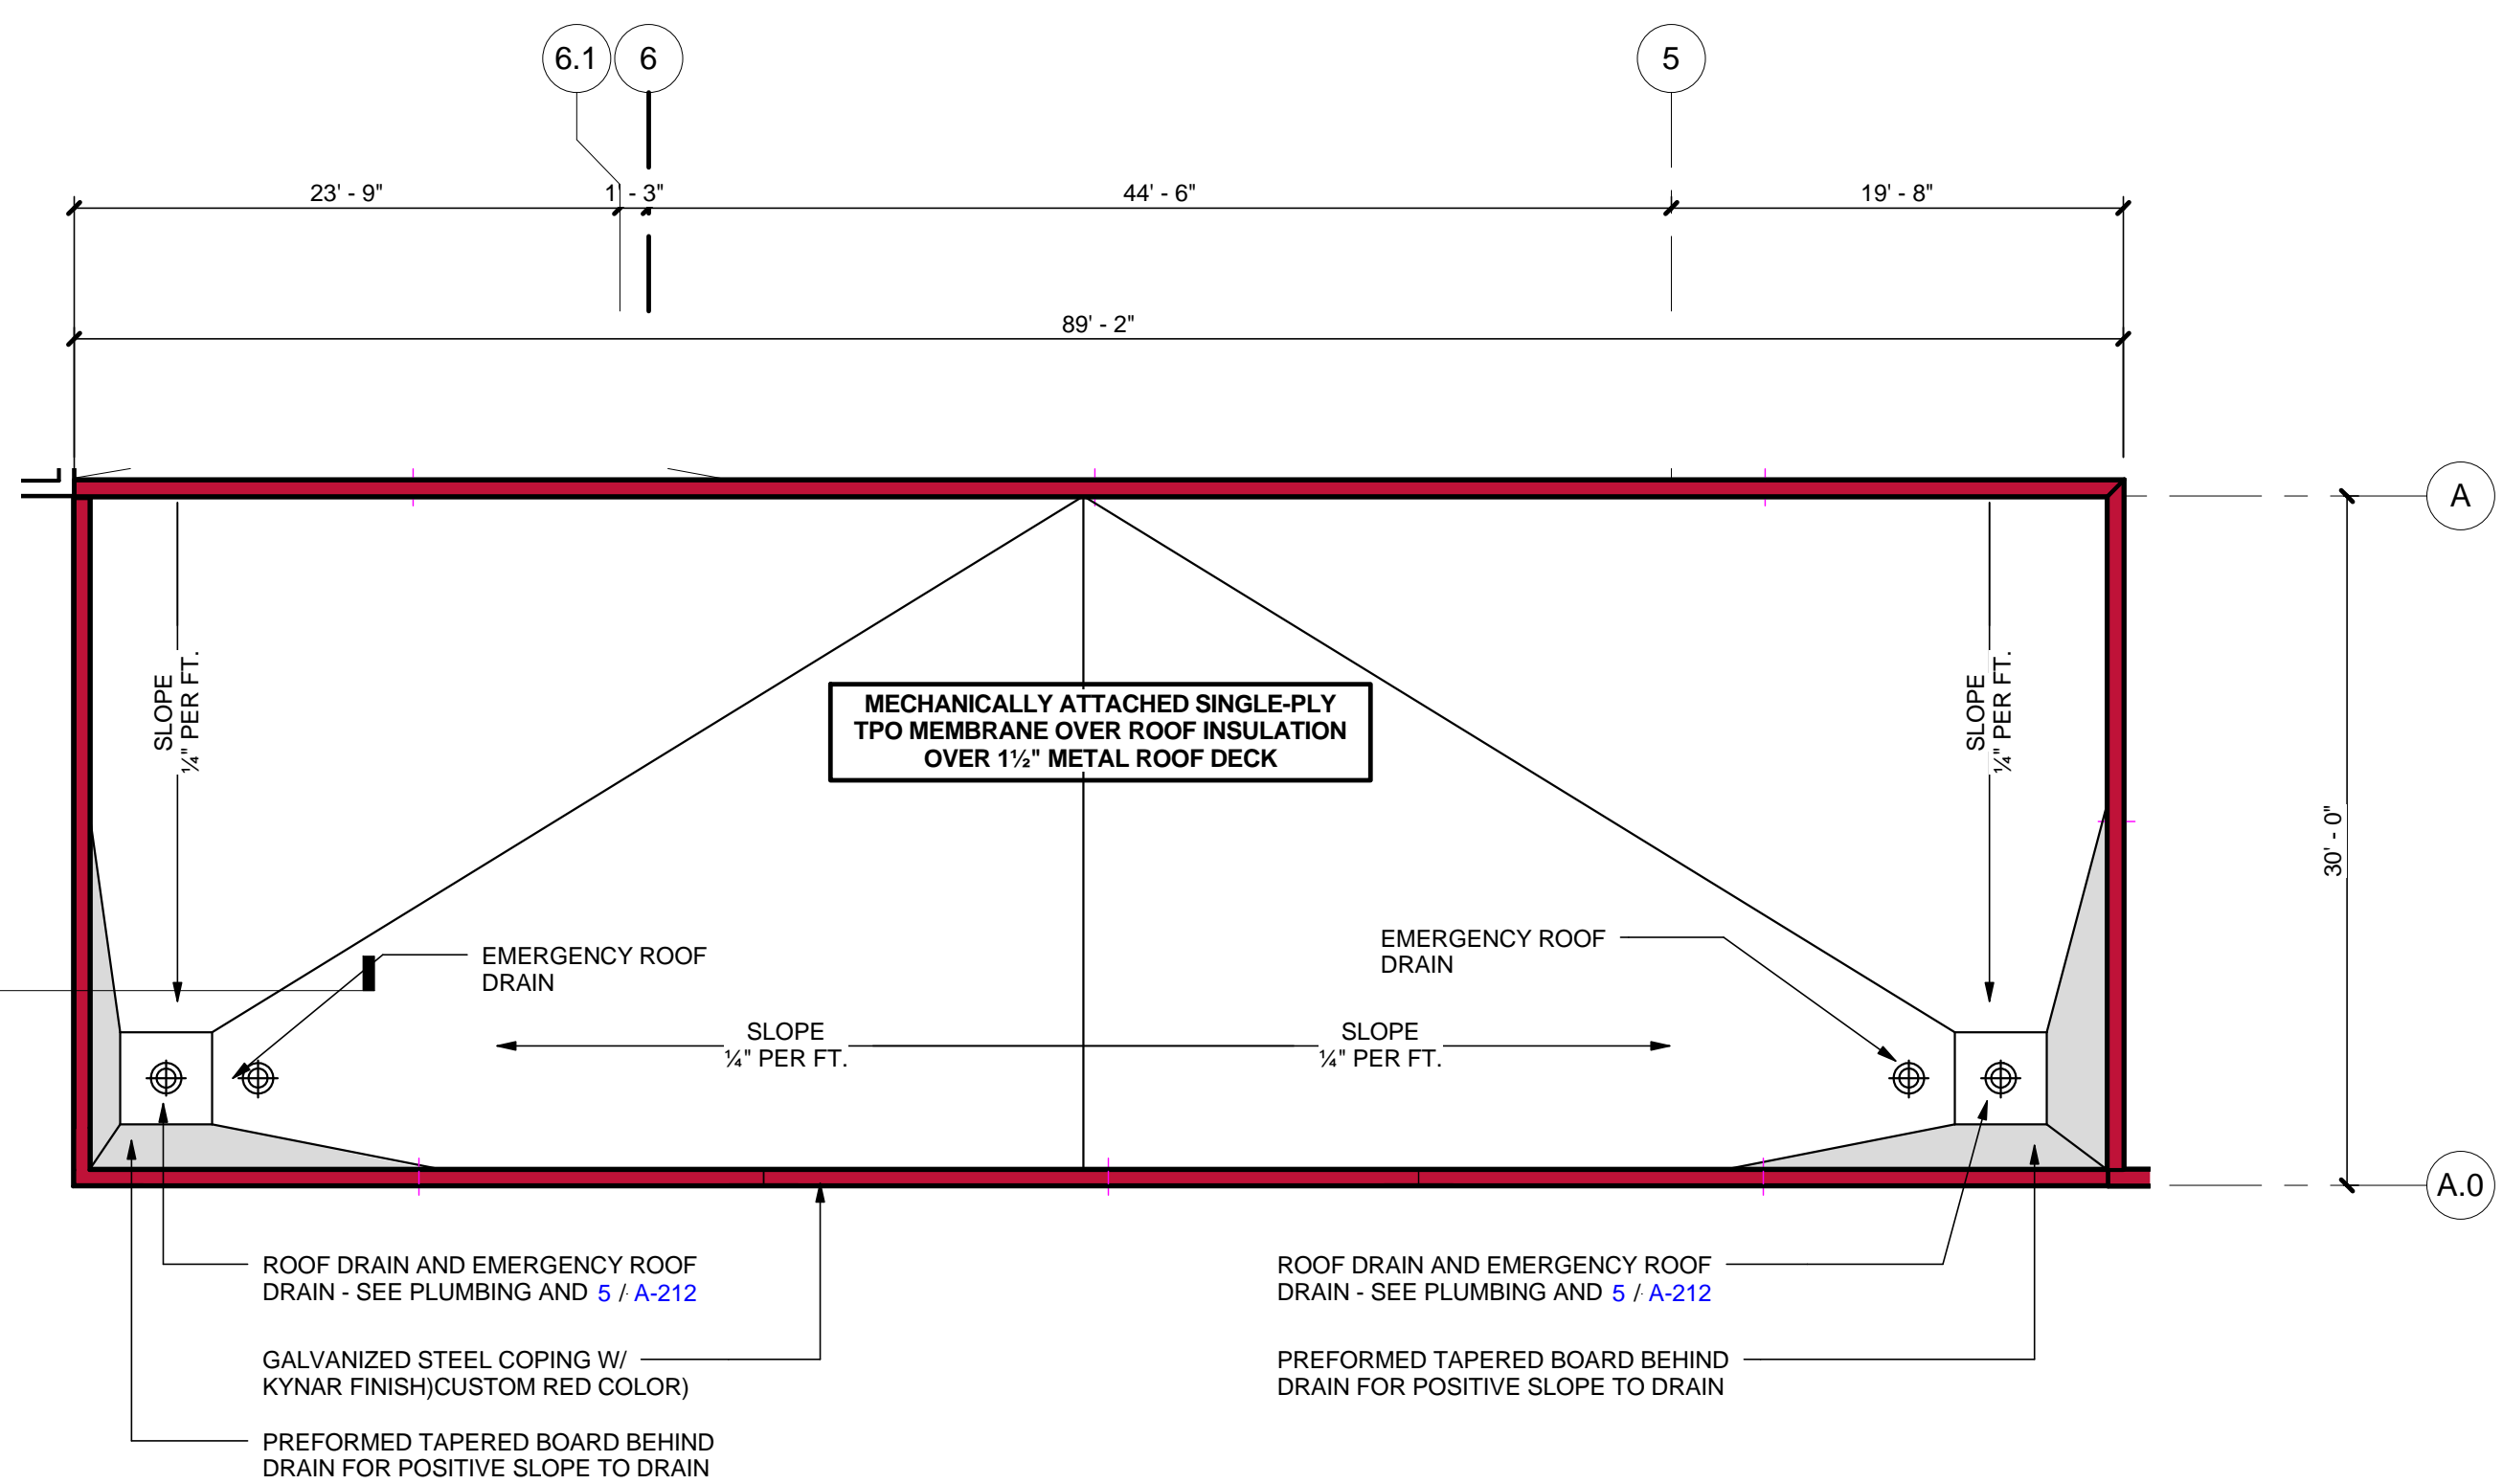 6.1
6
5
23' - 9"
1' - 3"
44' - 6"
19' - 8"
89' - 2"
A
SLOPE
¼" PER FT.
MECHANICALLY ATTACHED SINGLE-PLY
TPO MEMBRANE OVER ROOF INSULATION
OVER 1½" METAL ROOF DECK
SLOPE
¼" PER FT.
30' - 0"
EMERGENCY ROOF
DRAIN
EMERGENCY ROOF
DRAIN
SLOPE
¼" PER FT.
SLOPE
¼" PER FT.
A.0
ROOF DRAIN AND EMERGENCY ROOF
DRAIN - SEE PLUMBING AND 5 / A-212
GALVANIZED STEEL COPING W/
KYNAR FINISH)CUSTOM RED COLOR)
PREFORMED TAPERED BOARD BEHIND
DRAIN FOR POSITIVE SLOPE TO DRAIN
ROOF DRAIN AND EMERGENCY ROOF
DRAIN - SEE PLUMBING AND 5 / A-212
PREFORMED TAPERED BOARD BEHIND
DRAIN FOR POSITIVE SLOPE TO DRAIN